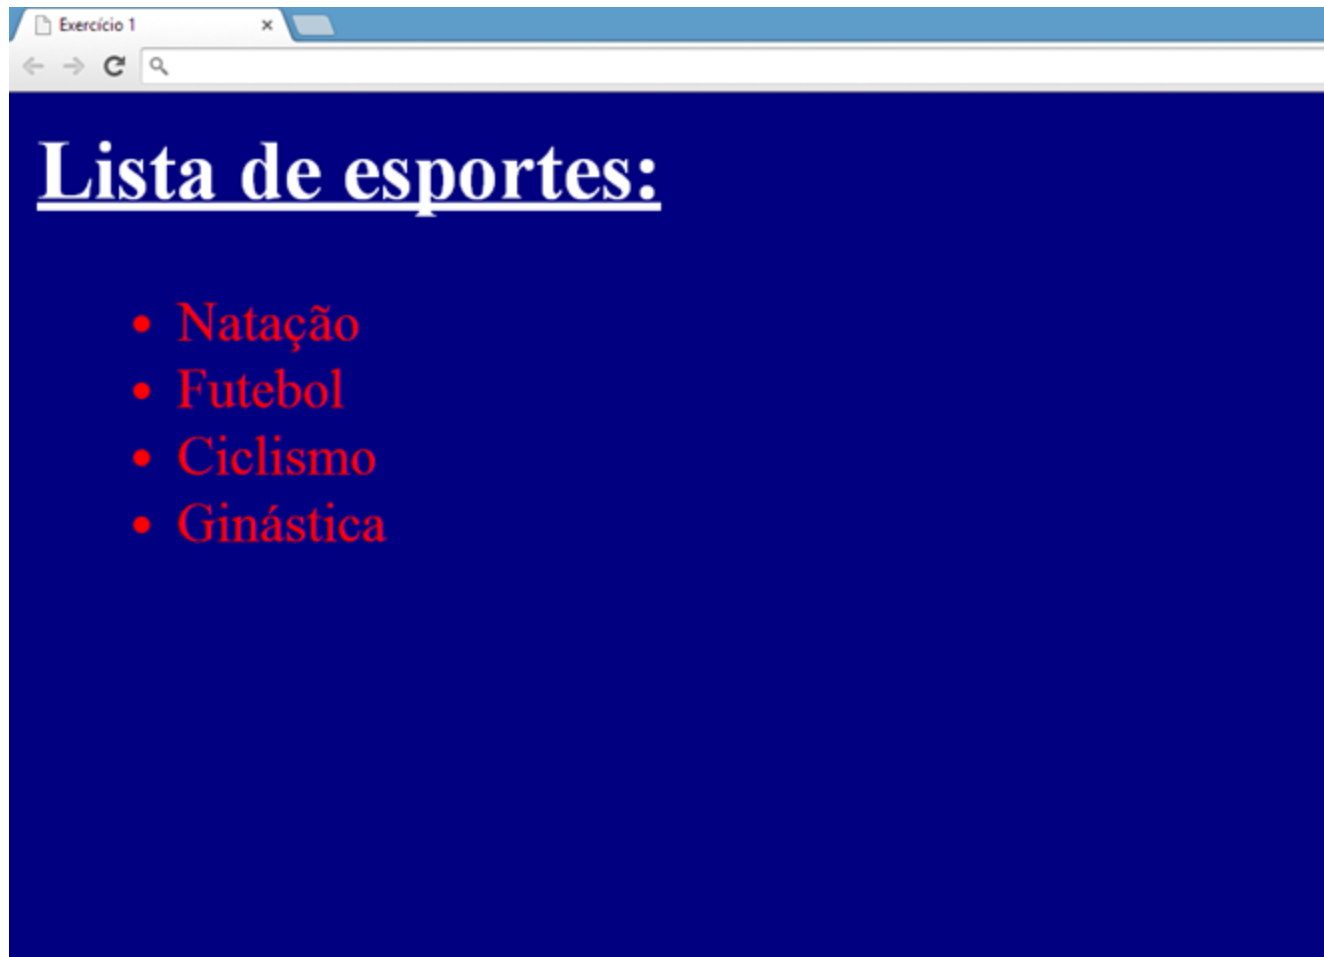 Exercício 1
Lista de esportes:
Natação
Futebol
Ciclismo
Ginástica